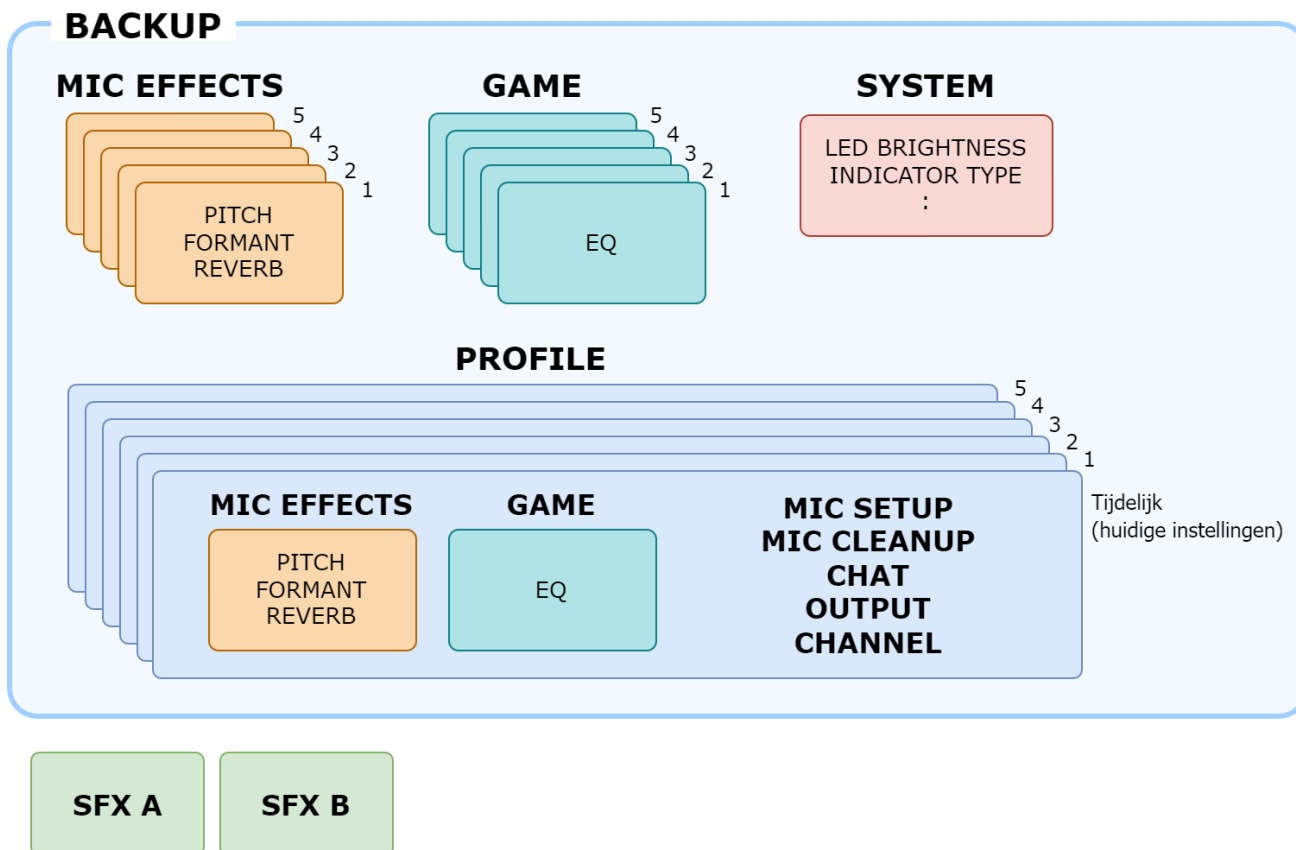 BACKUP
MIC EFFECTS
5
4
3
2
1
PITCH
FORMANT
REVERB
GAME
5
4
3
2
1
EQ
SYSTEM
LED BRIGHTNESS
INDICATOR TYPE
:
PROFILE
5
4
3
2
1
Tijdelijk
(huidige instellingen)
MIC EFFECTS
PITCH
FORMANT
REVERB
GAME
EQ
MIC SETUP
MIC CLEANUP
CHAT
OUTPUT
CHANNEL
SFX A
SFX B